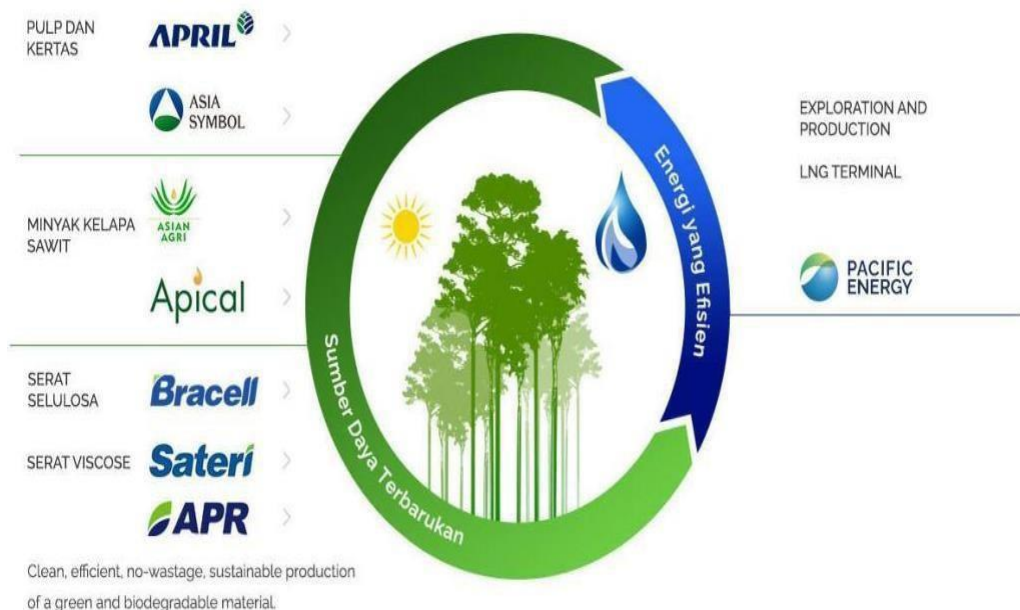 PULP DAN
KERTAS
APRIL
ASIA
SYMBOL
MINYAK KELAPA
SAWIT
ASIAN
AGRI
Apical
SERAT
SELULOSA
Bracell
SERAT VISCOSE
Sateri
APR
Clean, efficient, no-wastage, sustainable production
of a green and biodegradable material.
Sumber Daya Terbarukan
Energi yang Efisien
EXPLORATION AND
PRODUCTION
LNG TERMINAL
PACIFIC
ENERGY